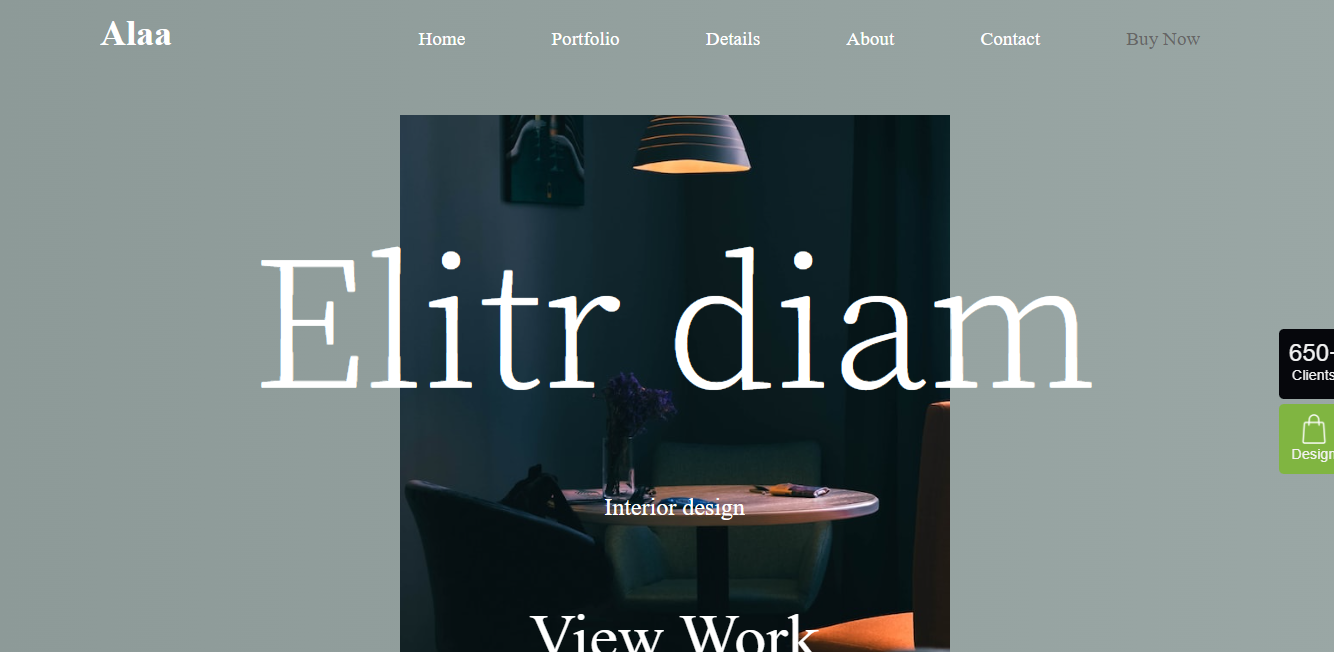 Alaa
Home Portfolio Details About Contact Buy Now
Elitr diam
650+
Clients
Design
Interior design
View Work